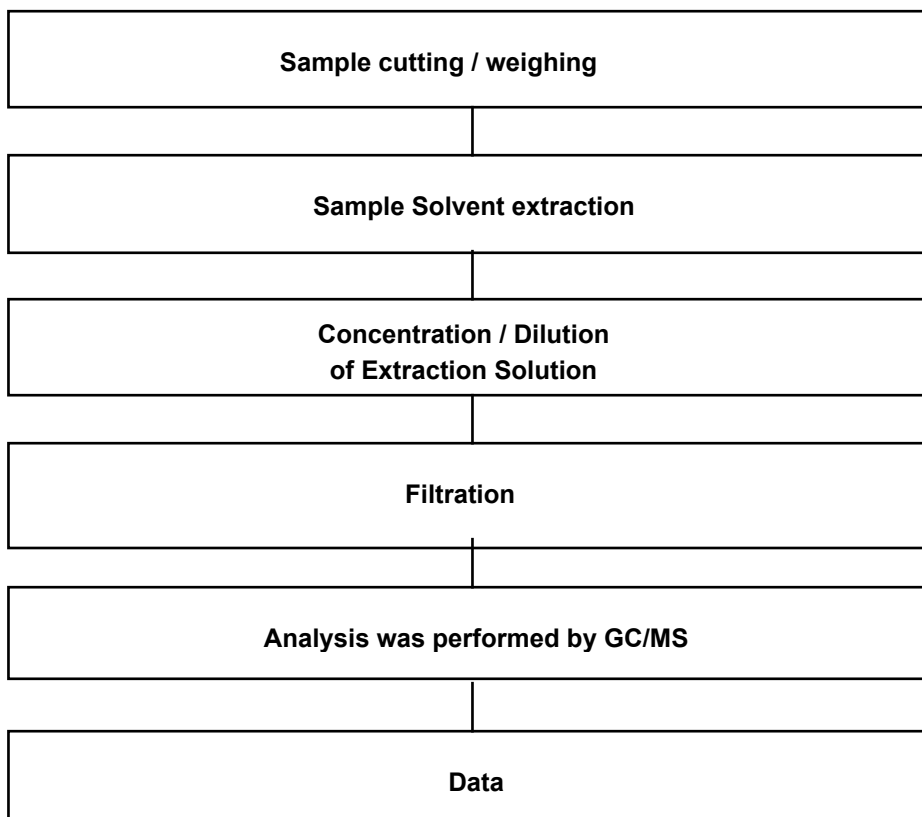 Sample cutting / weighing
Sample Solvent extraction
Concentration / Dilution
of Extraction Solution
Filtration
Analysis was performed by GC/MS
Data